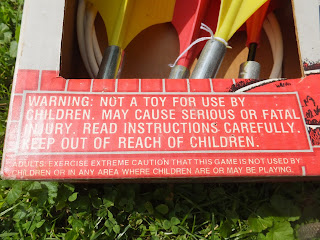 WARNING: NOT A TOY FOR USE BY
CHILDREN. MAY CAUSE SERIOUS OR FATAL
INJURY. READ INSTRUCTIONS CAREFULLY.
KEEP OUT OF REACH OF CHILDREN.
ADULTS: EXERCISE EXTREME CAUTION THAT THIS GAME IS NOT USED BY
CHILDREN OR IN ANY AREA WHERE CHILDREN ARE OR MAY BE PLAYING.